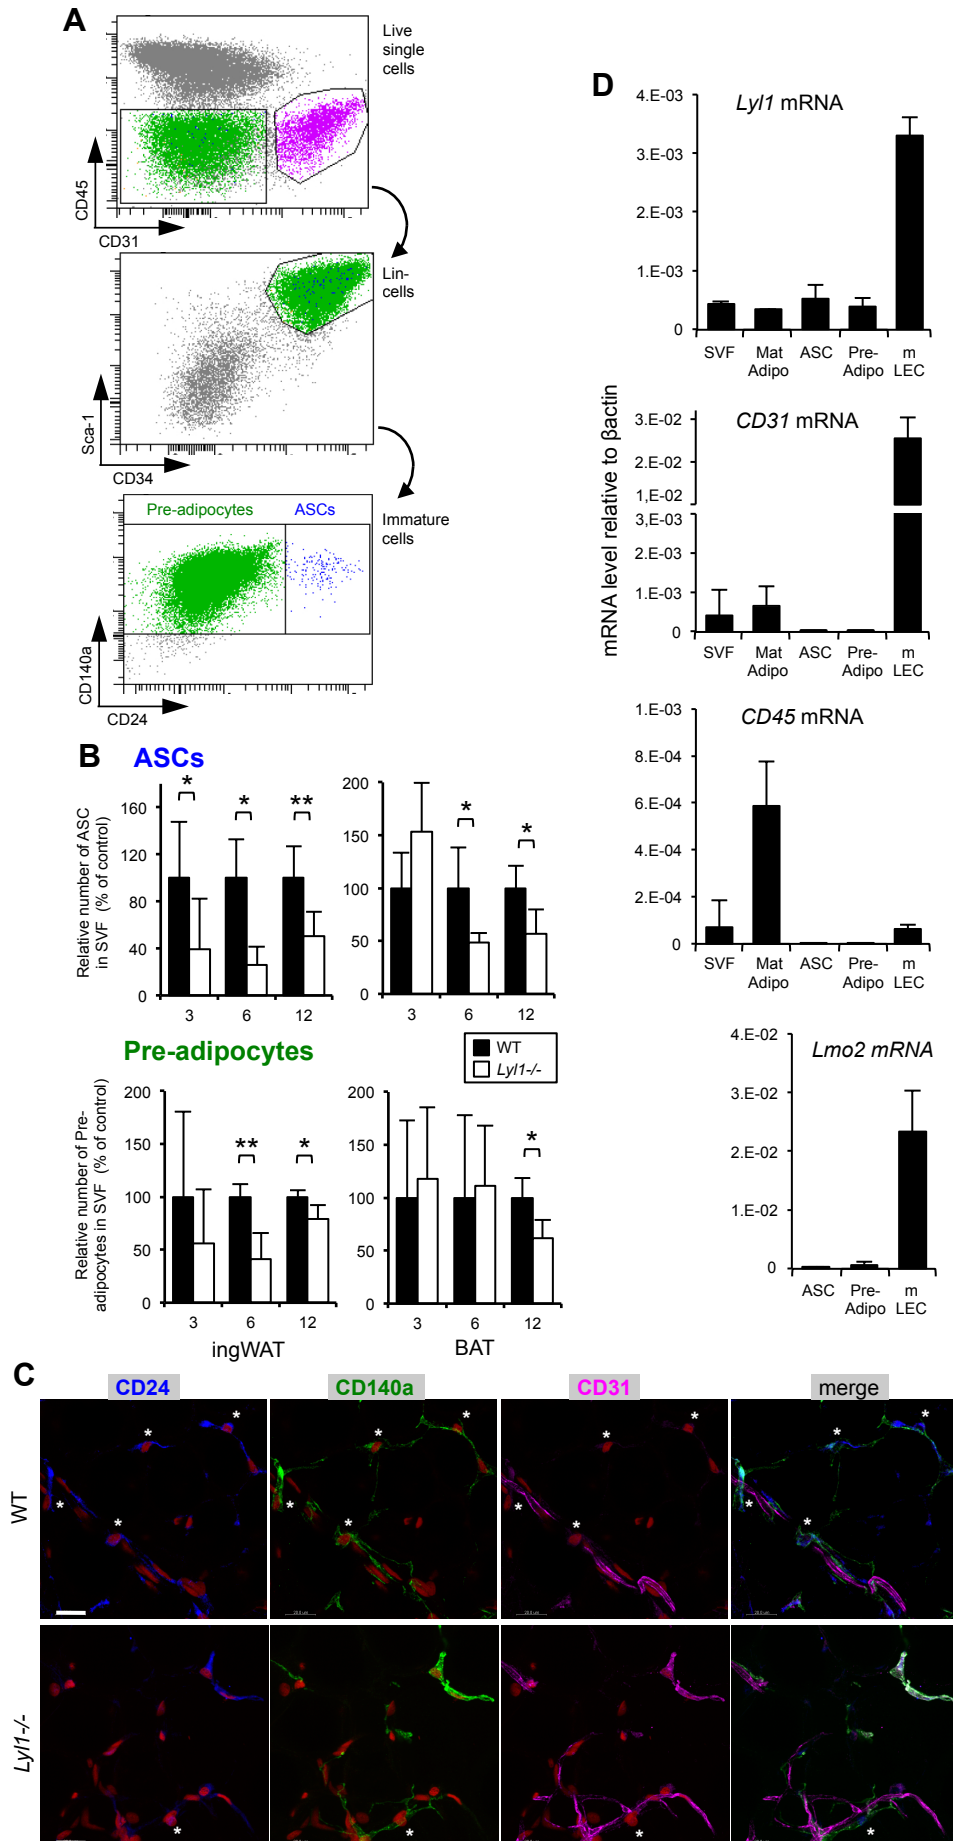 A
Live
single
cells
CD45
CD31
Lin-
cells
Sca-1
CD34
Pre-adipocytes ASCs
Immature
cells
CD140a
CD24
B
ASCs
Relative number of ASC
in SVF (% of control)
160
120
80
40
0
* * **
3 6 12
200
150
100
50
0
* *
3 6 12
WT
Lyl1-/-
Pre-adipocytes
Relative number of Pre-
adipocytes in SVF (% of control)
200
150
100
50
0
** *
3 6 12
ingWAT
200
150
100
50
0
*
3 6 12
BAT
D
mRNA level relative to βactin
Lyl1 mRNA
4.E-03
3.E-03
2.E-03
1.E-03
0
SVF Mat ASC Pre- m
Adipo Adipo LEC
CD31 mRNA
3.E-02
2.E-02
1,E-02
3,E-03
2.E-03
1.E-03
0
SVF Mat ASC Pre- m
Adipo Adipo LEC
CD45 mRNA
1.E-03
8.E-04
6.E-04
4.E-04
2.E-04
0
SVF Mat ASC Pre- m
Adipo Adipo LEC
Lmo2 mRNA
4.E-02
3.E-02
2.E-02
1.E-02
0
ASC Pre- m
Adipo LEC
C
CD24 CD140a CD31 merge
WT
* * * *
* * * *
* * * *
* * * *
Lyl1-/-
* * * *